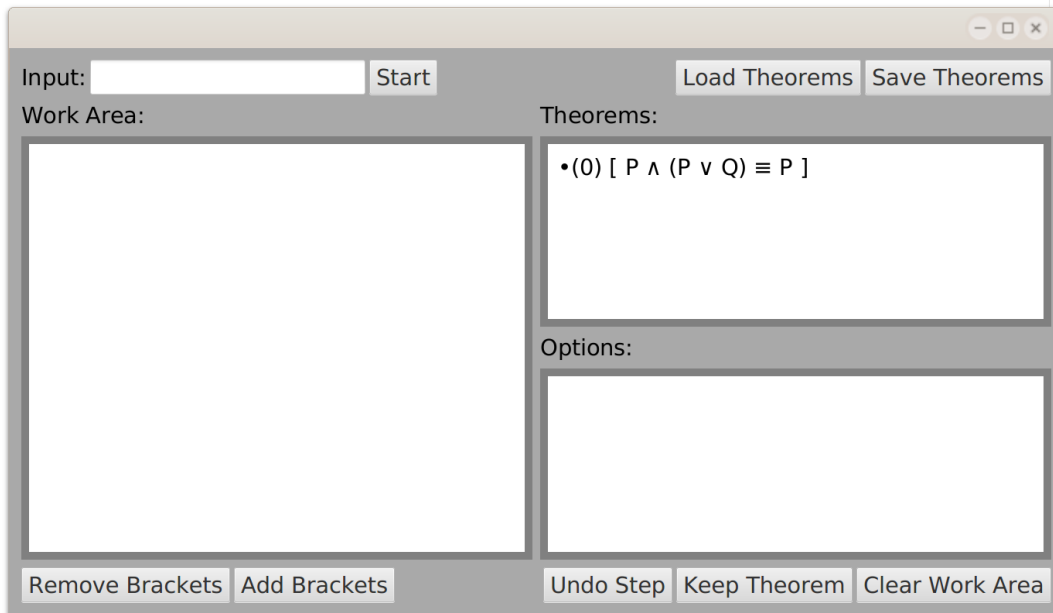 Input: Start Load Theorems Save Theorems
Work Area: Theorems:
•(0) [ P ∧ (P ∨ Q) ≡ P ]
Options:
Remove Brackets Add Brackets Undo Step Keep Theorem Clear Work Area